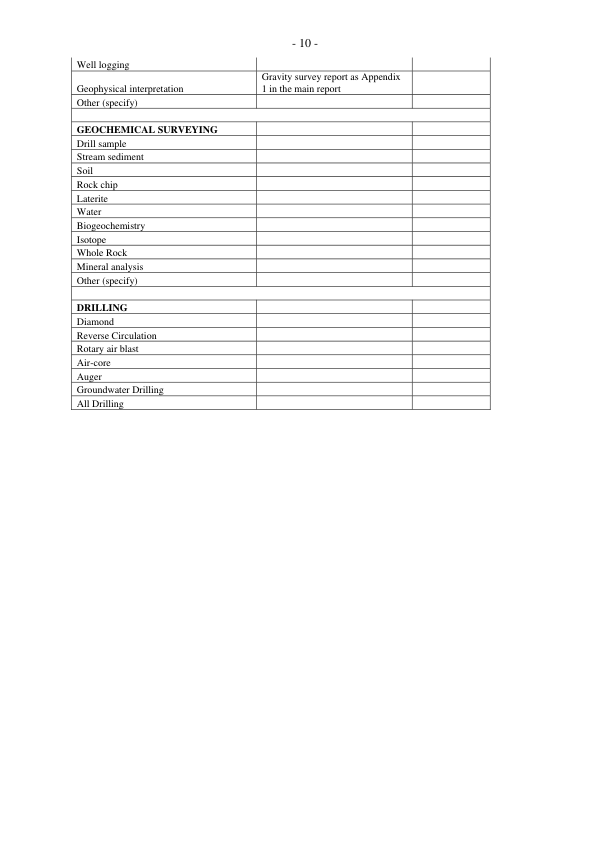 - 10 -
Well logging
Gravity survey report as Appendix
Geophysical interpretation 1 in the main report
Other (specify)
GEOCHEMICAL SURVEYING
Drill sample
Stream sediment
Soil
Rock chip
Laterite
Water
Biogeochemistry
Isotope
Whole Rock
Mineral analysis
Other (specify)
DRILLING
Diamond
Reverse Circulation
Rotary air blast
Air-core
Auger
Groundwater Drilling
All Drilling